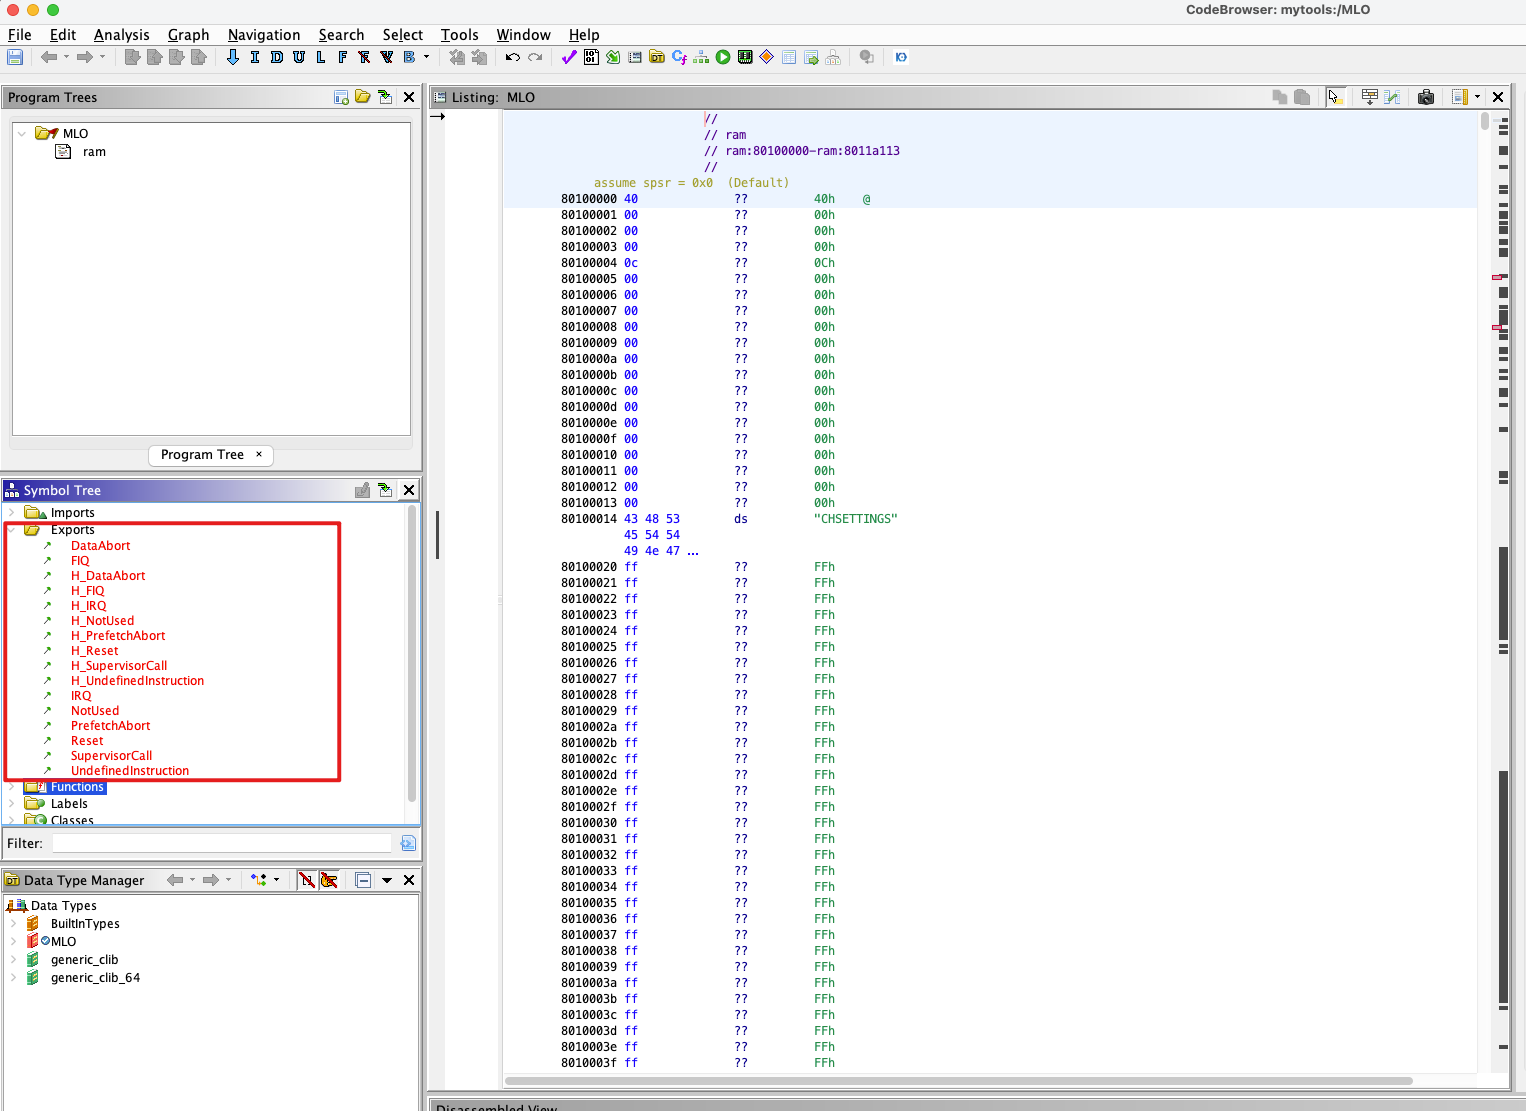 CodeBrowser: mytools:/MLO
File Edit Analysis Graph Navigation Search Select Tools Window Help
I D U L F R V B
Program Trees
MLO
ram
Program Tree ×
Symbol Tree
Imports
Exports
DataAbort
FIQ
H_DataAbort
H_FIQ
H_IRQ
H_NotUsed
H_PrefetchAbort
H_Reset
H_SupervisorCall
H_UndefinedInstruction
IRQ
NotUsed
PrefetchAbort
Reset
SupervisorCall
UndefinedInstruction
Functions
Labels
Classes
Filter:
Data Type Manager
Data Types
BuiltInTypes
MLO
generic_clib
generic_clib_64
Listing: MLO
//
// ram
// ram:80100000-ram:8011a113
//
assume spsr = 0x0 (Default)
80100000 40 ?? 40h @
80100001 00 ?? 00h
80100002 00 ?? 00h
80100003 00 ?? 00h
80100004 0c ?? 0Ch
80100005 00 ?? 00h
80100006 00 ?? 00h
80100007 00 ?? 00h
80100008 00 ?? 00h
80100009 00 ?? 00h
8010000a 00 ?? 00h
8010000b 00 ?? 00h
8010000c 00 ?? 00h
8010000d 00 ?? 00h
8010000e 00 ?? 00h
8010000f 00 ?? 00h
80100010 00 ?? 00h
80100011 00 ?? 00h
80100012 00 ?? 00h
80100013 00 ?? 00h
80100014 43 48 53 ds "CHSETTINGS"
45 54 54
49 4e 47 ...
80100020 ff ?? FFh
80100021 ff ?? FFh
80100022 ff ?? FFh
80100023 ff ?? FFh
80100024 ff ?? FFh
80100025 ff ?? FFh
80100026 ff ?? FFh
80100027 ff ?? FFh
80100028 ff ?? FFh
80100029 ff ?? FFh
8010002a ff ?? FFh
8010002b ff ?? FFh
8010002c ff ?? FFh
8010002d ff ?? FFh
8010002e ff ?? FFh
8010002f ff ?? FFh
80100030 ff ?? FFh
80100031 ff ?? FFh
80100032 ff ?? FFh
80100033 ff ?? FFh
80100034 ff ?? FFh
80100035 ff ?? FFh
80100036 ff ?? FFh
80100037 ff ?? FFh
80100038 ff ?? FFh
80100039 ff ?? FFh
8010003a ff ?? FFh
8010003b ff ?? FFh
8010003c ff ?? FFh
8010003d ff ?? FFh
8010003e ff ?? FFh
8010003f ff ?? FFh
Disassembled View